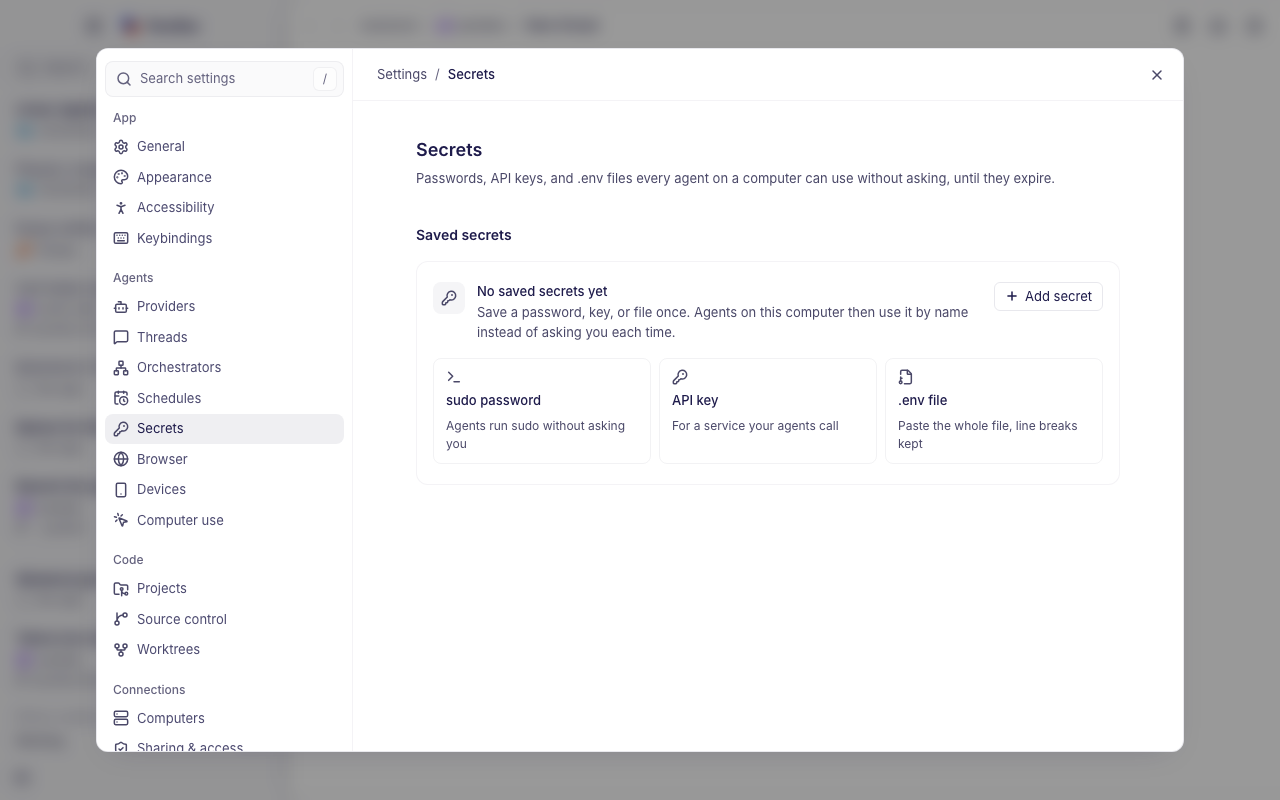 Search settings
/
App
General
Appearance
Accessibility
Keybindings
Agents
Providers
Threads
Orchestrators
Schedules
Secrets
Browser
Devices
Computer use
Code
Projects
Source control
Worktrees
Connections
Computers
Sharing & access
Settings / Secrets
Secrets
Passwords, API keys, and .env files every agent on a computer can use without asking, until they expire.
Saved secrets
No saved secrets yet
Save a password, key, or file once. Agents on this computer then use it by name
instead of asking you each time.
Add secret
sudo password
Agents run sudo without asking
you
API key
For a service your agents call
.env file
Paste the whole file, line breaks
kept